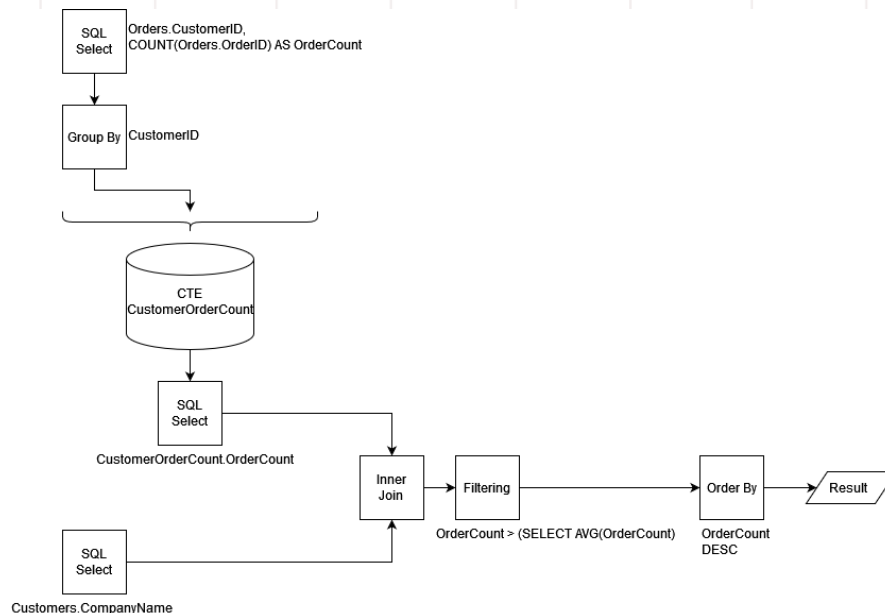 SQL
Select
Orders.CustomerID,
COUNT(Orders.OrderID) AS OrderCount
Group By
CustomerID
CTE
CustomerOrderCount
SQL
Select
CustomerOrderCount.OrderCount
Inner
Join
Filtering
OrderCount > (SELECT AVG(OrderCount)
Order By
OrderCount
DESC
Result
SQL
Select
Customers.CompanyName